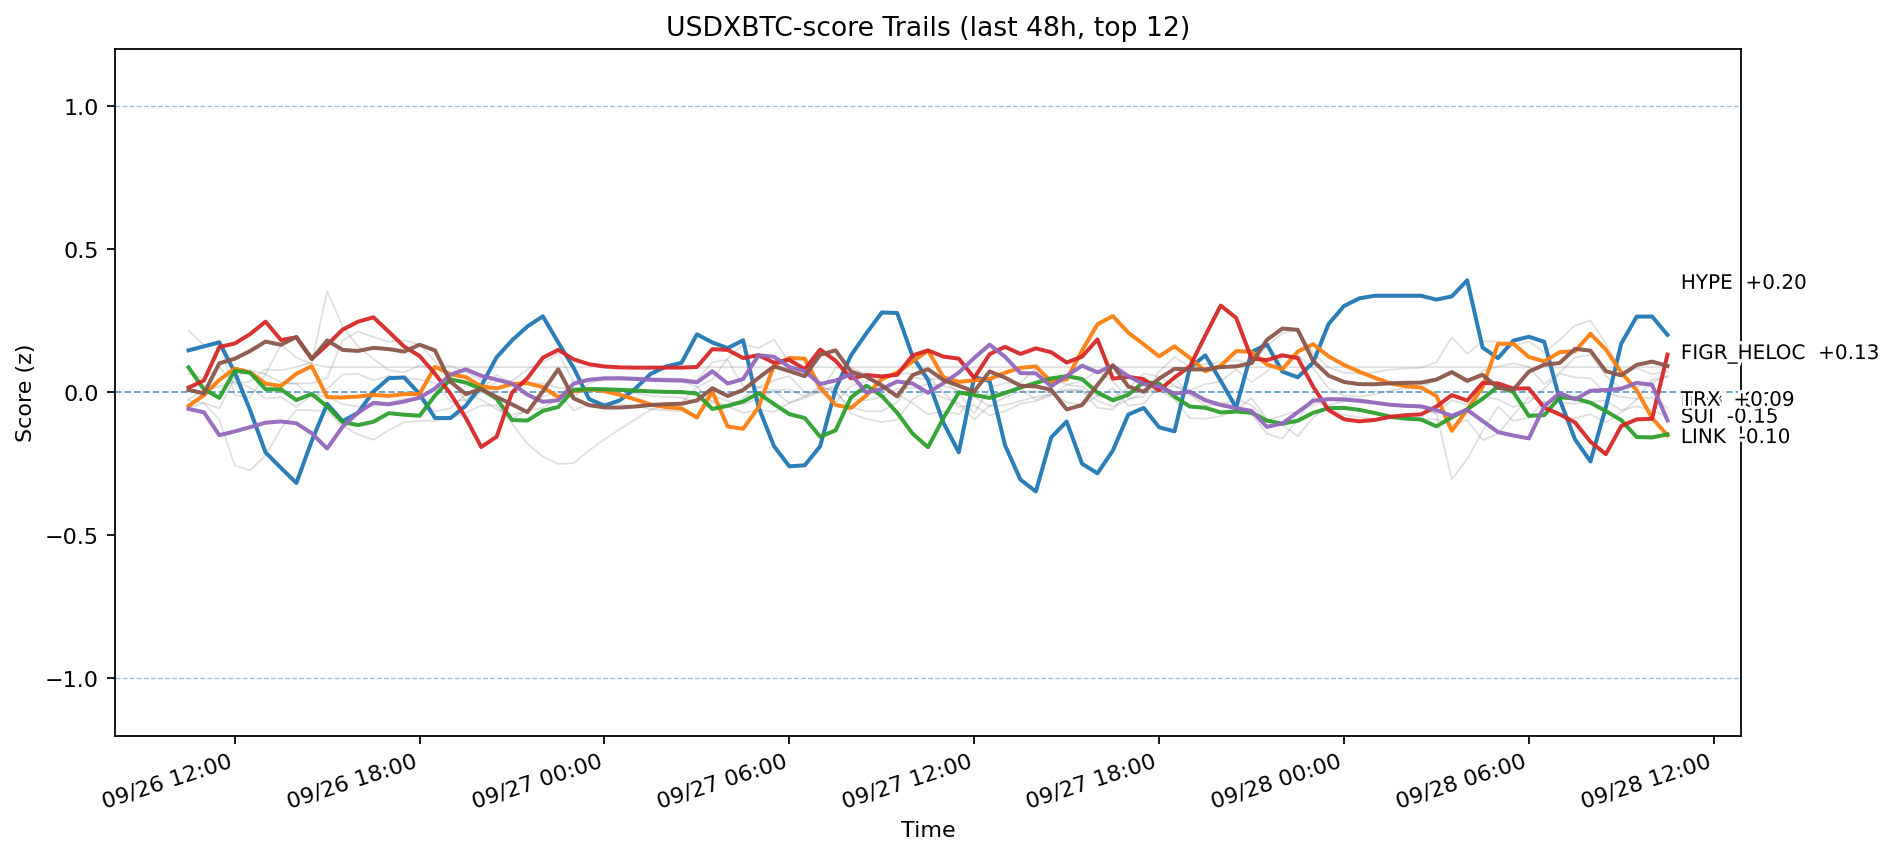 USDXBTC-score Trails (last 48h, top 12)
Score (z)
1.0
0.5
0.0
−0.5
−1.0
HYPE +0.20
FIGR_HELOC +0.13
TRX +0.09
SUI -0.15
LINK -0.10
09/26 12:00
09/26 18:00
09/27 00:00
09/27 06:00
09/27 12:00
09/27 18:00
09/28 00:00
09/28 06:00
09/28 12:00
Time